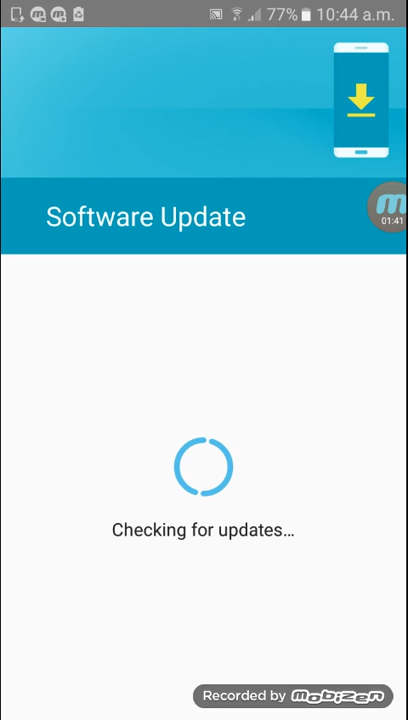 77% 10:44 a.m.
Software Update
m
01:41
Checking for updates...
Recorded by mobizen